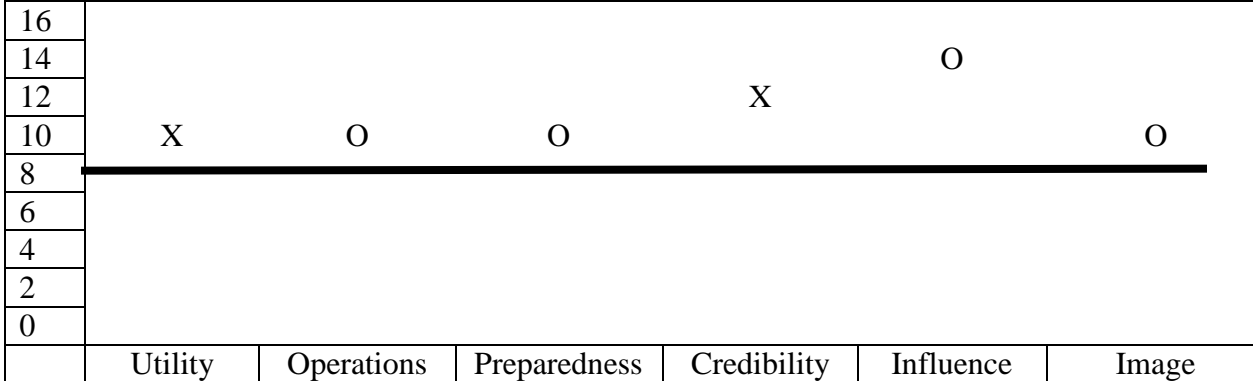 16
14 O
12 X
10 X O O O
8
6
4
2
0
Utility Operations Preparedness Credibility Influence Image